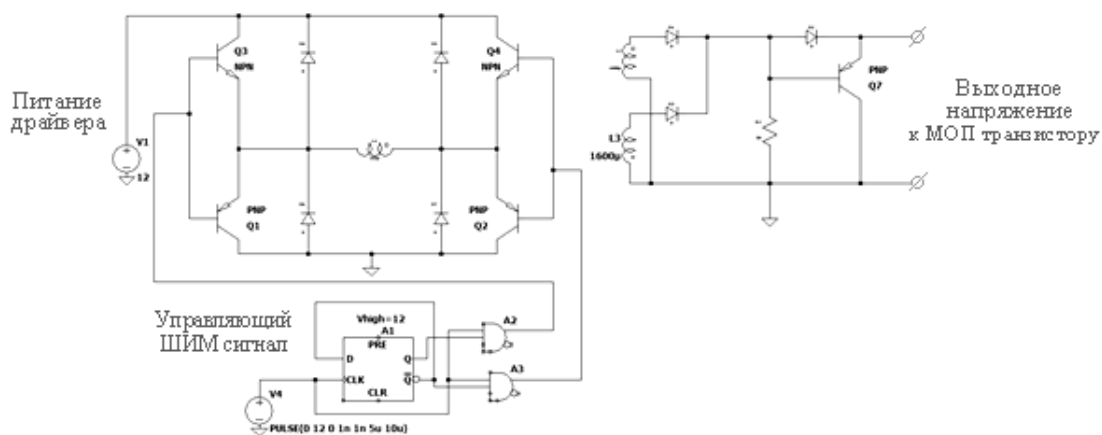 Q3
NPN
Q4
NPN
PNP
Q7
Питание
драйвера
V1
12
L3
1600µ
Выходное
напряжение
к МОП транзистору
PNP
Q1
PNP
Q2
Управляющий
ШИМ сигнал
Vhigh=12
A1
PRE
D
Q
CLK
Q
CLR
A2
A3
V4
PULSE(0 12 0 1n 1n 5u 10u)